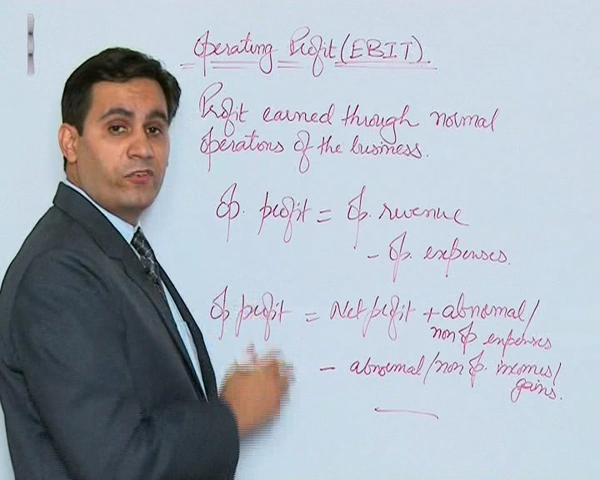 Operating Profit (EBIT).
Profit earned through normal
operations of the business.
Op. profit = Op. revenue
- Op. expenses.
Op profit = Net profit + abnormal/
non op expenses
- abnormal/non op. incomes/
gains.